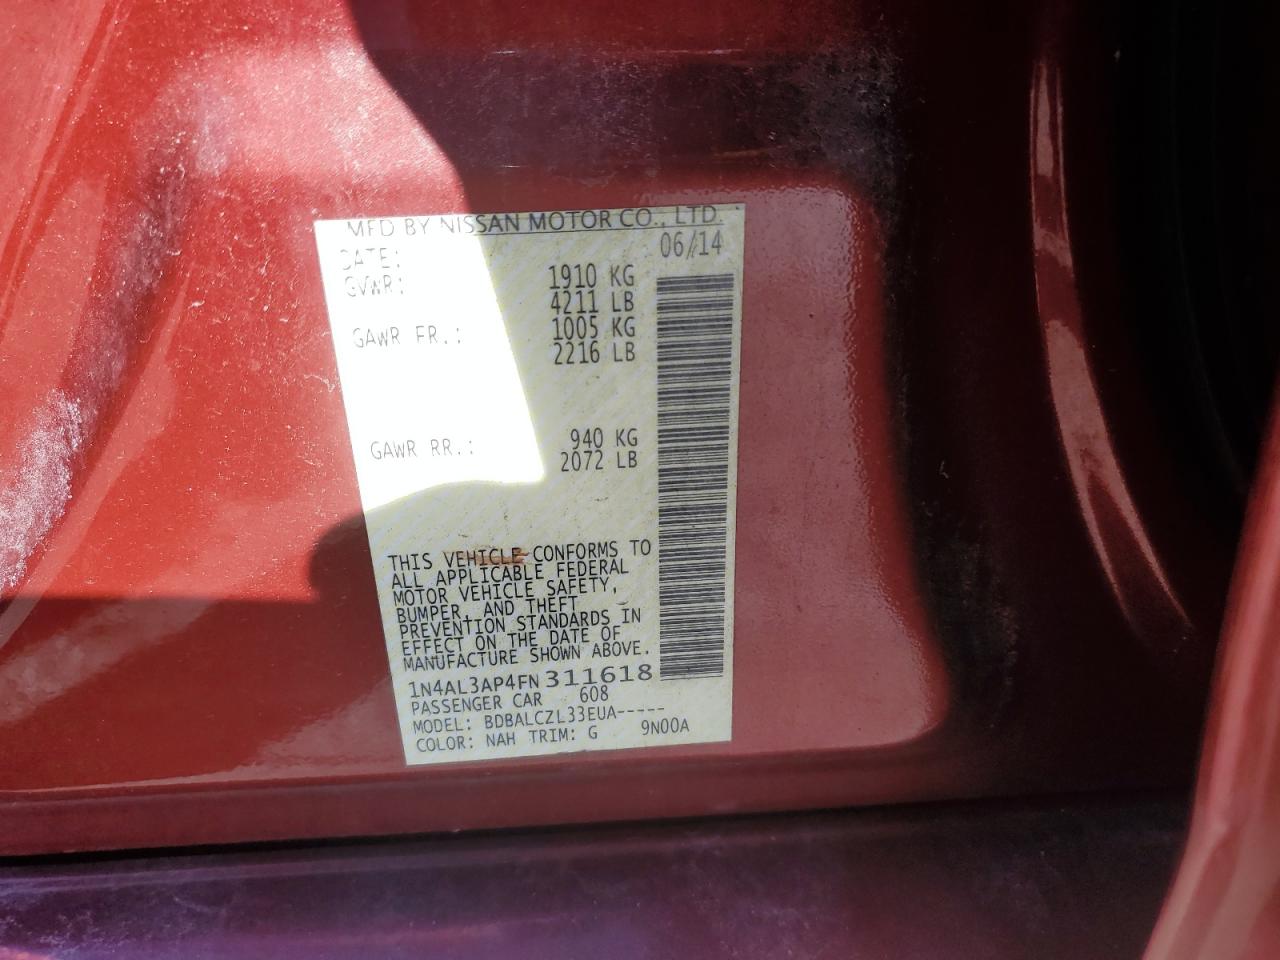 MFD BY NISSAN MOTOR CO., LTD.
DATE: 06/14
GVWR: 1910 KG
4211 LB
GAWR FR.: 1005 KG
2216 LB
GAWR RR.: 940 KG
2072 LB
THIS VEHICLE CONFORMS TO
ALL APPLICABLE FEDERAL
MOTOR VEHICLE SAFETY,
BUMPER, AND THEFT
PREVENTION STANDARDS IN
EFFECT ON THE DATE OF
MANUFACTURE SHOWN ABOVE.
1N4AL3AP4FN311618
PASSENGER CAR 608
MODEL: BDBALCZL33EUA-----
COLOR: NAH TRIM: G 9N00A